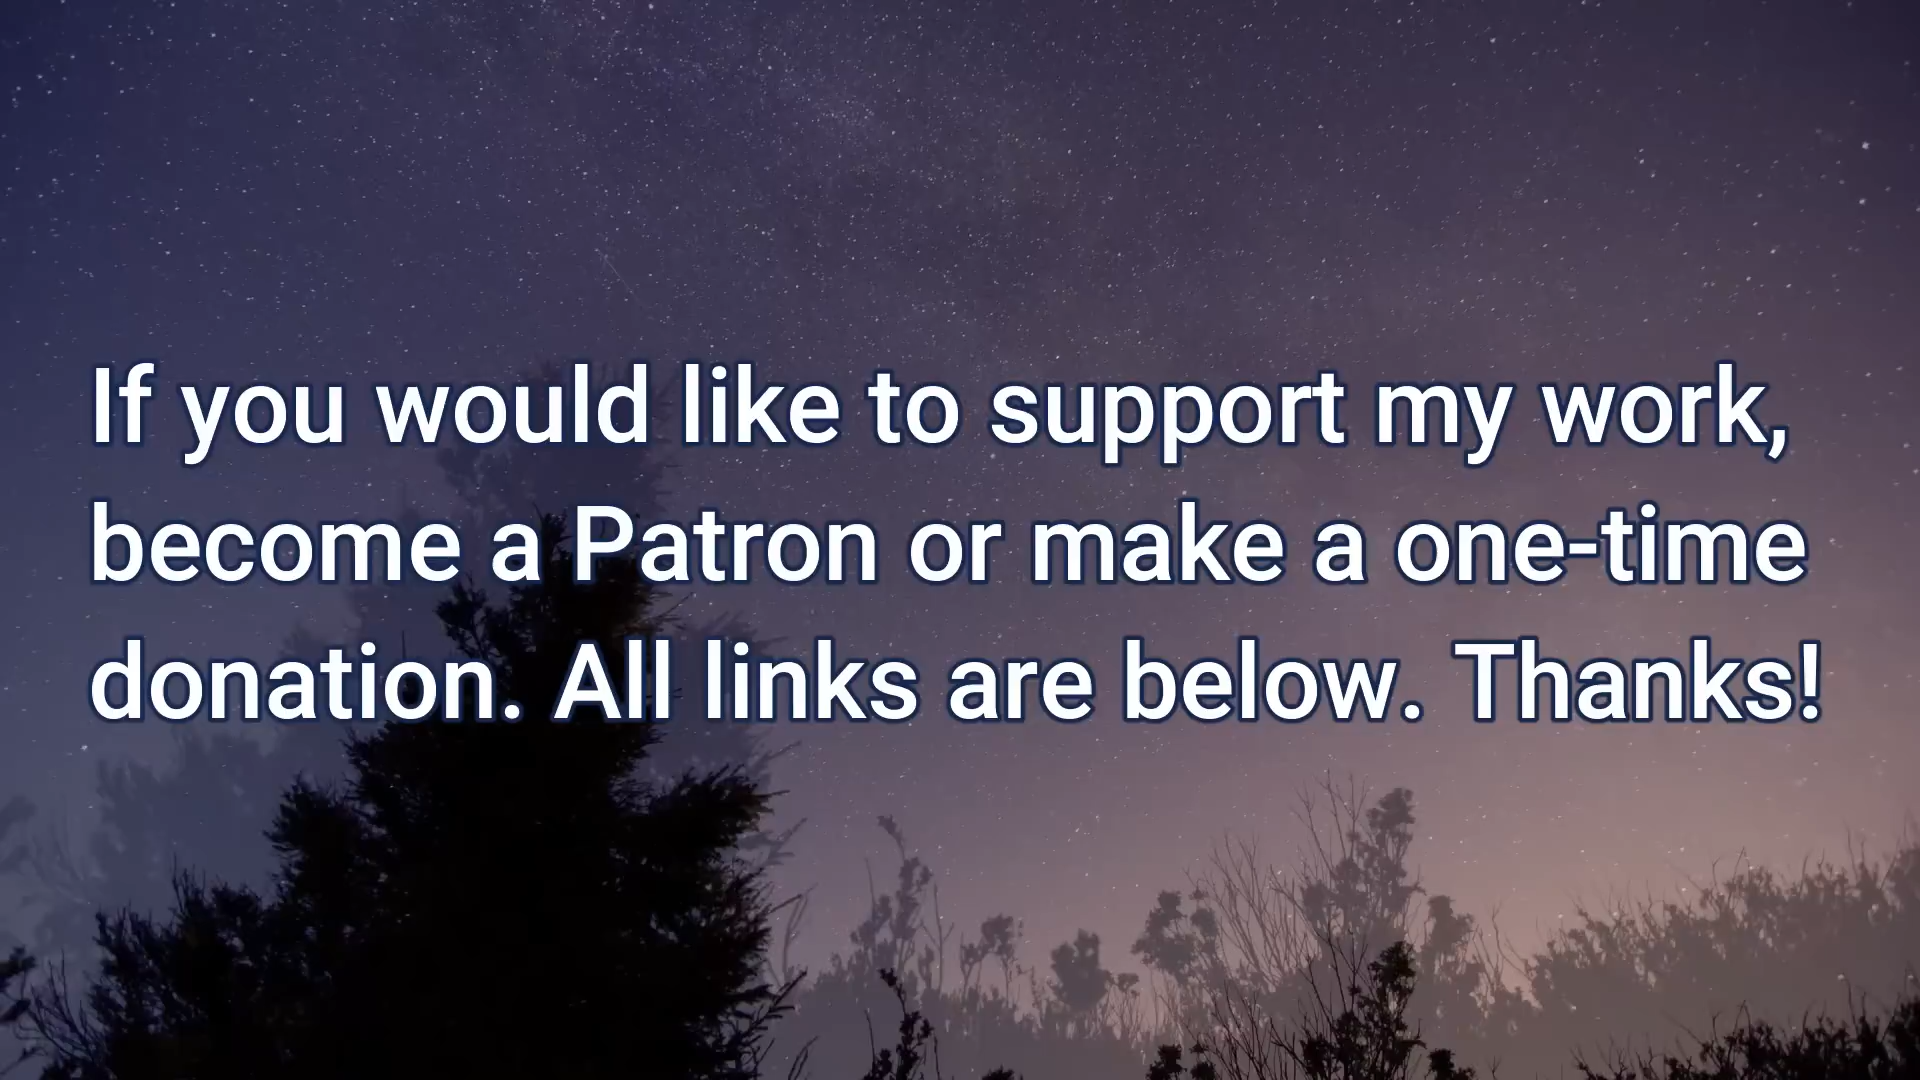 If you would like to support my work,
become a Patron or make a one-time
donation. All links are below. Thanks!